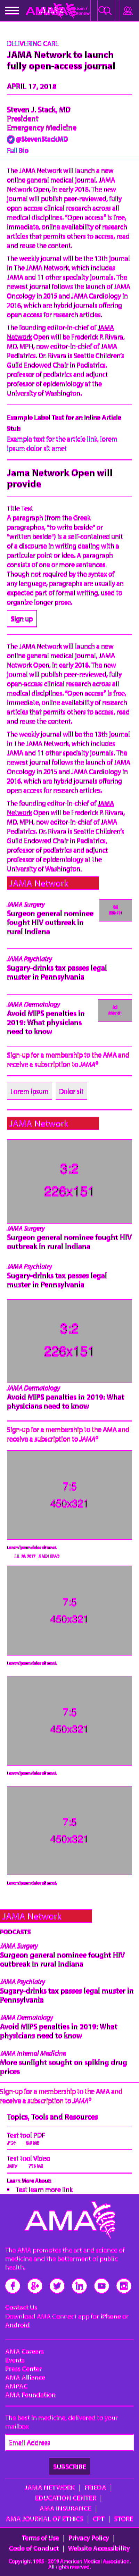 AMA
DELIVERING CARE
JAMA Network to launch
fully open-access journal
APRIL 17, 2018
Steven J. Stack, MD
President
Emergency Medicine
@StevenStackMD
Full Bio
The JAMA Network will launch a new
online general medical journal, JAMA
Network Open, in early 2018. The new
journal will publish peer-reviewed, fully
open access clinical research across all
medical disciplines. "Open access" is free,
immediate, online availability of research
articles that permits others to access, read
and reuse the content.
The weekly journal will be the 13th journal
in The JAMA Network, which includes
JAMA and 11 other specialty journals. The
newest journal follows the launch of JAMA
Oncology in 2015 and JAMA Cardiology in
2016, which are hybrid journals offering
open access for research articles.
The founding editor-in-chief of JAMA
Network Open will be Frederick P. Rivara,
MD, MPH, now editor-in-chief of JAMA
Pediatrics. Dr. Rivara is Seattle Children's
Guild Endowed Chair in Pediatrics,
professor of pediatrics and adjunct
professor of epidemiology at the
University of Washington.
Example Label Text for an Inline Article
Stub
Example text for the article link, lorem
ipsum dolor sit amet
Jama Network Open will
provide
Title Text
A paragraph (from the Greek
paragraphos, "to write beside" or
"written beside") is a self-contained unit
of a discourse in writing dealing with a
particular point or idea. A paragraph
consists of one or more sentences.
Though not required by the syntax of
any language, paragraphs are usually an
expected part of formal writing, used to
organize longer prose.
Sign up
The JAMA Network will launch a new
online general medical journal, JAMA
Network Open, in early 2018. The new
journal will publish peer-reviewed, fully
open access clinical research across all
medical disciplines. "Open access" is free,
immediate, online availability of research
articles that permits others to access, read
and reuse the content.
The weekly journal will be the 13th journal
in The JAMA Network, which includes
JAMA and 11 other specialty journals. The
newest journal follows the launch of JAMA
Oncology in 2015 and JAMA Cardiology in
2016, which are hybrid journals offering
open access for research articles.
The founding editor-in-chief of JAMA
Network Open will be Frederick P. Rivara,
MD, MPH, now editor-in-chief of JAMA
Pediatrics. Dr. Rivara is Seattle Children's
Guild Endowed Chair in Pediatrics,
professor of pediatrics and adjunct
professor of epidemiology at the
University of Washington.
JAMA Network
JAMA Surgery
Surgeon general nominee
fought HIV outbreak in
rural Indiana
JAMA Psychiatry
Sugary-drinks tax passes legal
muster in Pennsylvania
JAMA Dermatology
Avoid MIPS penalties in
2019: What physicians
need to know
Sign-up for a membership to the AMA and
receive a subscription to JAMA®
Lorem ipsum
Dolor sit
JAMA Network
3:2
226x151
JAMA Surgery
Surgeon general nominee fought HIV
outbreak in rural Indiana
JAMA Psychiatry
Sugary-drinks tax passes legal
muster in Pennsylvania
3:2
226x151
JAMA Dermatology
Avoid MIPS penalties in 2019: What
physicians need to know
Sign-up for a membership to the AMA and
receive a subscription to JAMA®
7:5
450x321
Lorem ipsum dolor sit amet.
7:5
450x321
Lorem ipsum dolor sit amet.
7:5
450x321
Lorem ipsum dolor sit amet.
7:5
450x321
Lorem ipsum dolor sit amet.
JAMA Network
PODCASTS
JAMA Surgery
Surgeon general nominee fought HIV
outbreak in rural Indiana
JAMA Psychiatry
Sugary-drinks tax passes legal muster in
Pennsylvania
JAMA Dermatology
Avoid MIPS penalties in 2019: What
physicians need to know
JAMA Internal Medicine
More sunlight sought on spiking drug
prices
Sign-up for a membership to the AMA and
receive a subscription to JAMA®
Topics, Tools and Resources
Test tool PDF
Test tool Video
Learn More About:
Test learn more link
AMA
The AMA promotes the art and science of
medicine and the betterment of public
health.
Contact Us
Download AMA Connect app for iPhone or
Android
AMA Careers
Events
Press Center
AMA Alliance
AMPAC
AMA Foundation
The best in medicine, delivered to your
mailbox
Email Address
SUBSCRIBE
JAMA NETWORK | FREIDA |
EDUCATION CENTER |
AMA INSURANCE |
AMA JOURNAL OF ETHICS | CPT | STORE
Terms of Use | Privacy Policy |
Code of Conduct | Website Accessibility
Copyright 1995 - 2018 American Medical Association.
All rights reserved.